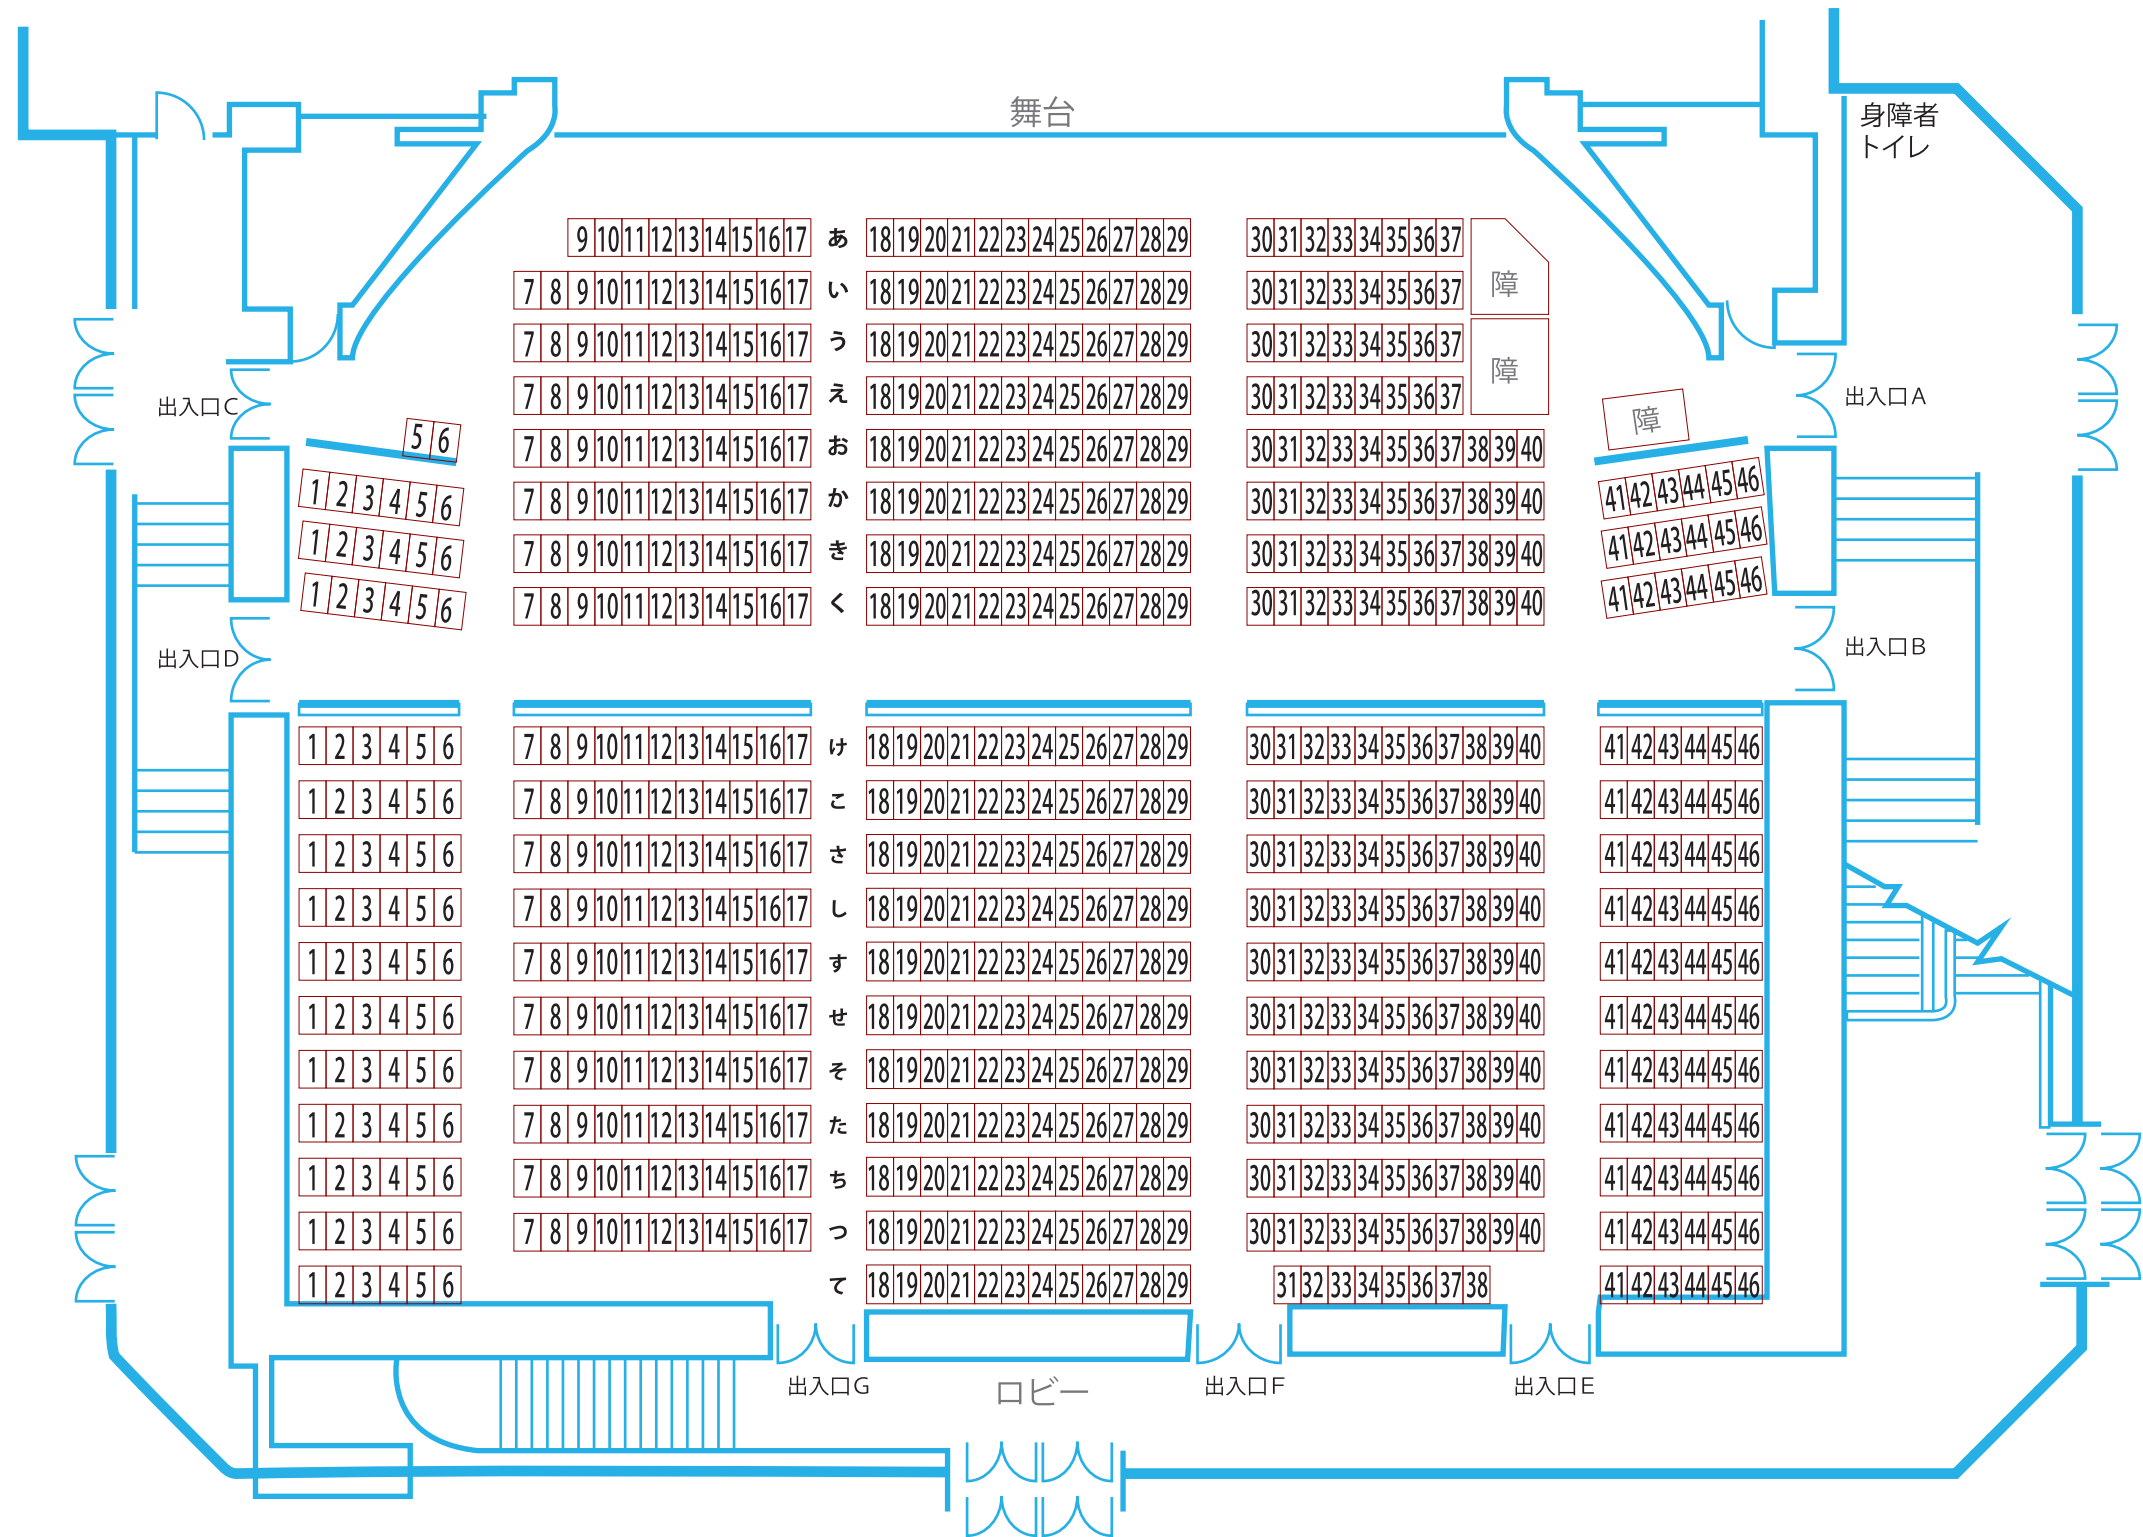 舞台
身障者
トイレ
9 10 11 12 13 14 15 16 17 あ 18 19 20 21 22 23 24 25 26 27 28 29 30 31 32 33 34 35 36 37
7 8 9 10 11 12 13 14 15 16 17 い 18 19 20 21 22 23 24 25 26 27 28 29 30 31 32 33 34 35 36 37 障
7 8 9 10 11 12 13 14 15 16 17 う 18 19 20 21 22 23 24 25 26 27 28 29 30 31 32 33 34 35 36 37 障
出入口C 7 8 9 10 11 12 13 14 15 16 17 え 18 19 20 21 22 23 24 25 26 27 28 29 30 31 32 33 34 35 36 37 障 出入口A
5 6 7 8 9 10 11 12 13 14 15 16 17 お 18 19 20 21 22 23 24 25 26 27 28 29 30 31 32 33 34 35 36 37 38 39 40
1 2 3 4 5 6 7 8 9 10 11 12 13 14 15 16 17 か 18 19 20 21 22 23 24 25 26 27 28 29 30 31 32 33 34 35 36 37 38 39 40 41 42 43 44 45 46
1 2 3 4 5 6 7 8 9 10 11 12 13 14 15 16 17 き 18 19 20 21 22 23 24 25 26 27 28 29 30 31 32 33 34 35 36 37 38 39 40 41 42 43 44 45 46
1 2 3 4 5 6 7 8 9 10 11 12 13 14 15 16 17 く 18 19 20 21 22 23 24 25 26 27 28 29 30 31 32 33 34 35 36 37 38 39 40 41 42 43 44 45 46
出入口D 出入口B
1 2 3 4 5 6 7 8 9 10 11 12 13 14 15 16 17 け 18 19 20 21 22 23 24 25 26 27 28 29 30 31 32 33 34 35 36 37 38 39 40 41 42 43 44 45 46
1 2 3 4 5 6 7 8 9 10 11 12 13 14 15 16 17 こ 18 19 20 21 22 23 24 25 26 27 28 29 30 31 32 33 34 35 36 37 38 39 40 41 42 43 44 45 46
1 2 3 4 5 6 7 8 9 10 11 12 13 14 15 16 17 さ 18 19 20 21 22 23 24 25 26 27 28 29 30 31 32 33 34 35 36 37 38 39 40 41 42 43 44 45 46
1 2 3 4 5 6 7 8 9 10 11 12 13 14 15 16 17 し 18 19 20 21 22 23 24 25 26 27 28 29 30 31 32 33 34 35 36 37 38 39 40 41 42 43 44 45 46
1 2 3 4 5 6 7 8 9 10 11 12 13 14 15 16 17 す 18 19 20 21 22 23 24 25 26 27 28 29 30 31 32 33 34 35 36 37 38 39 40 41 42 43 44 45 46
1 2 3 4 5 6 7 8 9 10 11 12 13 14 15 16 17 せ 18 19 20 21 22 23 24 25 26 27 28 29 30 31 32 33 34 35 36 37 38 39 40 41 42 43 44 45 46
1 2 3 4 5 6 7 8 9 10 11 12 13 14 15 16 17 そ 18 19 20 21 22 23 24 25 26 27 28 29 30 31 32 33 34 35 36 37 38 39 40 41 42 43 44 45 46
1 2 3 4 5 6 7 8 9 10 11 12 13 14 15 16 17 た 18 19 20 21 22 23 24 25 26 27 28 29 30 31 32 33 34 35 36 37 38 39 40 41 42 43 44 45 46
1 2 3 4 5 6 7 8 9 10 11 12 13 14 15 16 17 ち 18 19 20 21 22 23 24 25 26 27 28 29 30 31 32 33 34 35 36 37 38 39 40 41 42 43 44 45 46
1 2 3 4 5 6 7 8 9 10 11 12 13 14 15 16 17 つ 18 19 20 21 22 23 24 25 26 27 28 29 30 31 32 33 34 35 36 37 38 39 40 41 42 43 44 45 46
1 2 3 4 5 6 て 18 19 20 21 22 23 24 25 26 27 28 29 31 32 33 34 35 36 37 38 41 42 43 44 45 46
出入口G ロビー 出入口F 出入口E